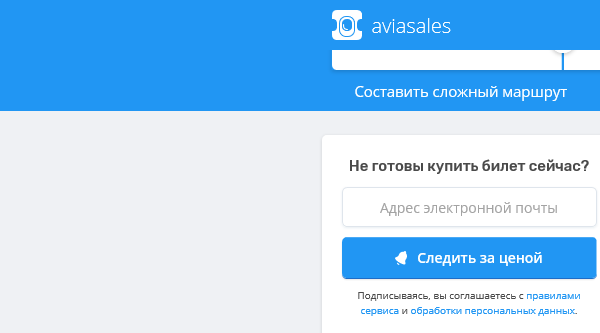 aviasales
Составить сложный маршрут
Не готовы купить билет сейчас?
Адрес электронной почты
Следить за ценой
Подписываясь, вы соглашаетесь с правилами
сервиса и обработки персональных данных.